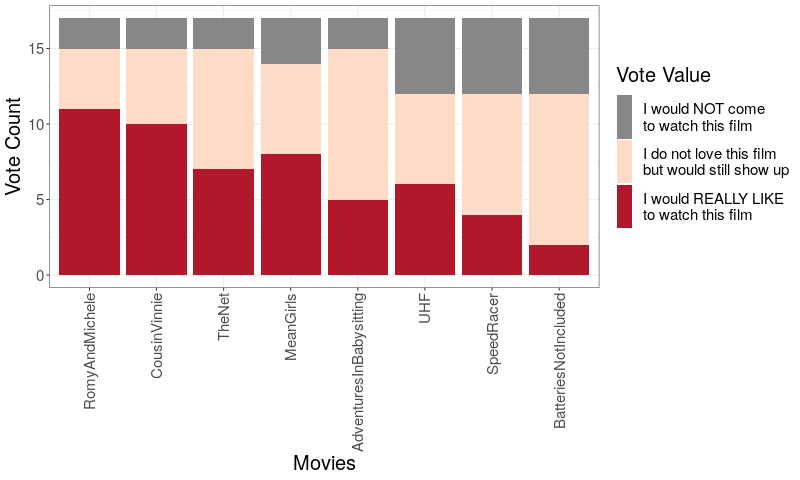 Vote Count
15
10
5
0
RomyAndMichele
CousinVinnie
TheNet
MeanGirls
AdventuresInBabysitting
UHF
SpeedRacer
BatteriesNotIncluded
Movies
Vote Value
I would NOT come
to watch this film
I do not love this film
but would still show up
I would REALLY LIKE
to watch this film